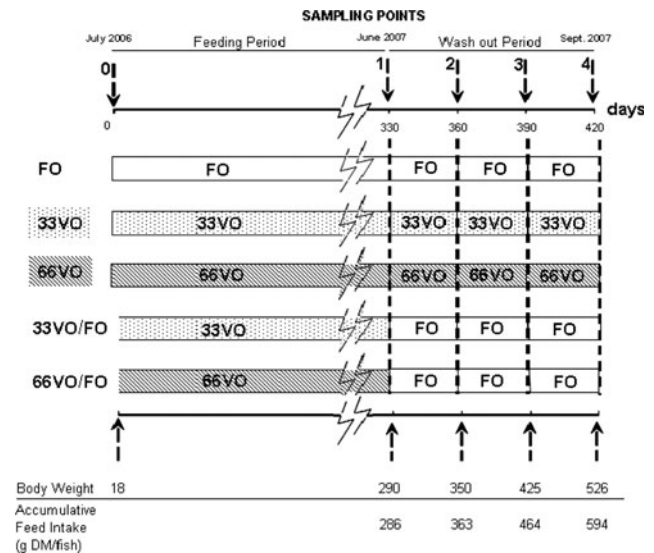 SAMPLING POINTS
July 2006 Feeding Period June 2007 Wash out Period Sept. 2007
0 1 2 3 4
days
0 330 360 390 420
FO FO FO FO FO
33VO 33VO 33VO 33VO 33VO
66VO 66VO 66VO 66VO 66VO
33VO/FO 33VO FO FO FO
66VO/FO 66VO FO FO FO
Body Weight 18 290 350 425 526
Accumulative
Feed Intake 286 363 464 594
(g DM/fish)